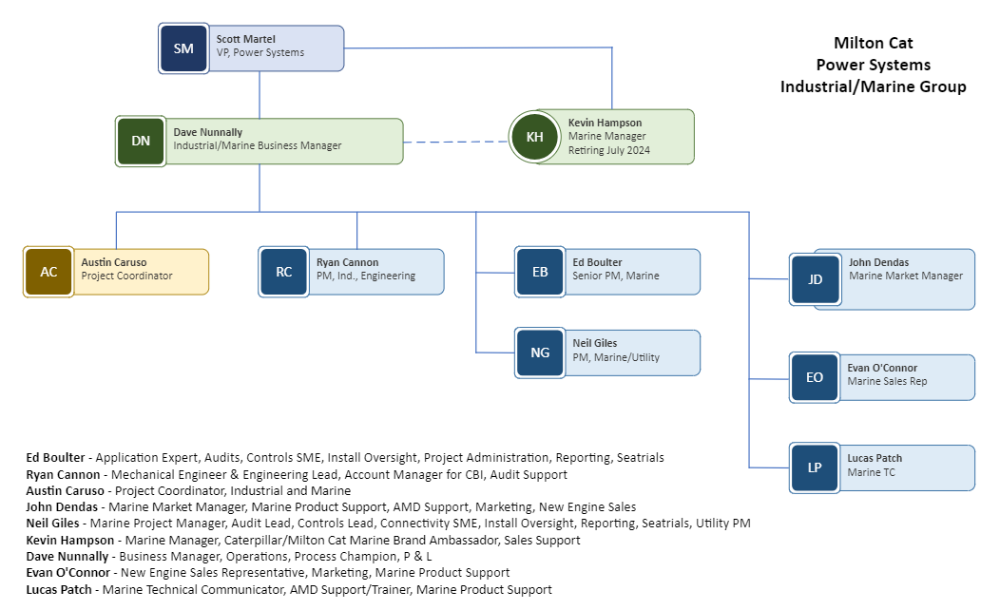 SM
Scott Martel
VP, Power Systems
Milton Cat
Power Systems
Industrial/Marine Group
DN
Dave Nunnally
Industrial/Marine Business Manager
KH
Kevin Hampson
Marine Manager
Retiring July 2024
AC
Austin Caruso
Project Coordinator
RC
Ryan Cannon
PM, Ind., Engineering
EB
Ed Boulter
Senior PM, Marine
JD
John Dendas
Marine Market Manager
NG
Neil Giles
PM, Marine/Utility
EO
Evan O'Connor
Marine Sales Rep
LP
Lucas Patch
Marine TC
Ed Boulter - Application Expert, Audits, Controls SME, Install Oversight, Project Administration, Reporting, Seatrials
Ryan Cannon - Mechanical Engineer & Engineering Lead, Account Manager for CBI, Audit Support
Austin Caruso - Project Coordinator, Industrial and Marine
John Dendas - Marine Market Manager, Marine Product Support, AMD Support, Marketing, New Engine Sales
Neil Giles - Marine Project Manager, Audit Lead, Controls Lead, Connectivity SME, Install Oversight, Reporting, Seatrials, Utility PM
Kevin Hampson - Marine Manager, Caterpillar/Milton Cat Marine Brand Ambassador, Sales Support
Dave Nunnally - Business Manager, Operations, Process Champion, P & L
Evan O'Connor - New Engine Sales Representative, Marketing, Marine Product Support
Lucas Patch - Marine Technical Communicator, AMD Support/Trainer, Marine Product Support